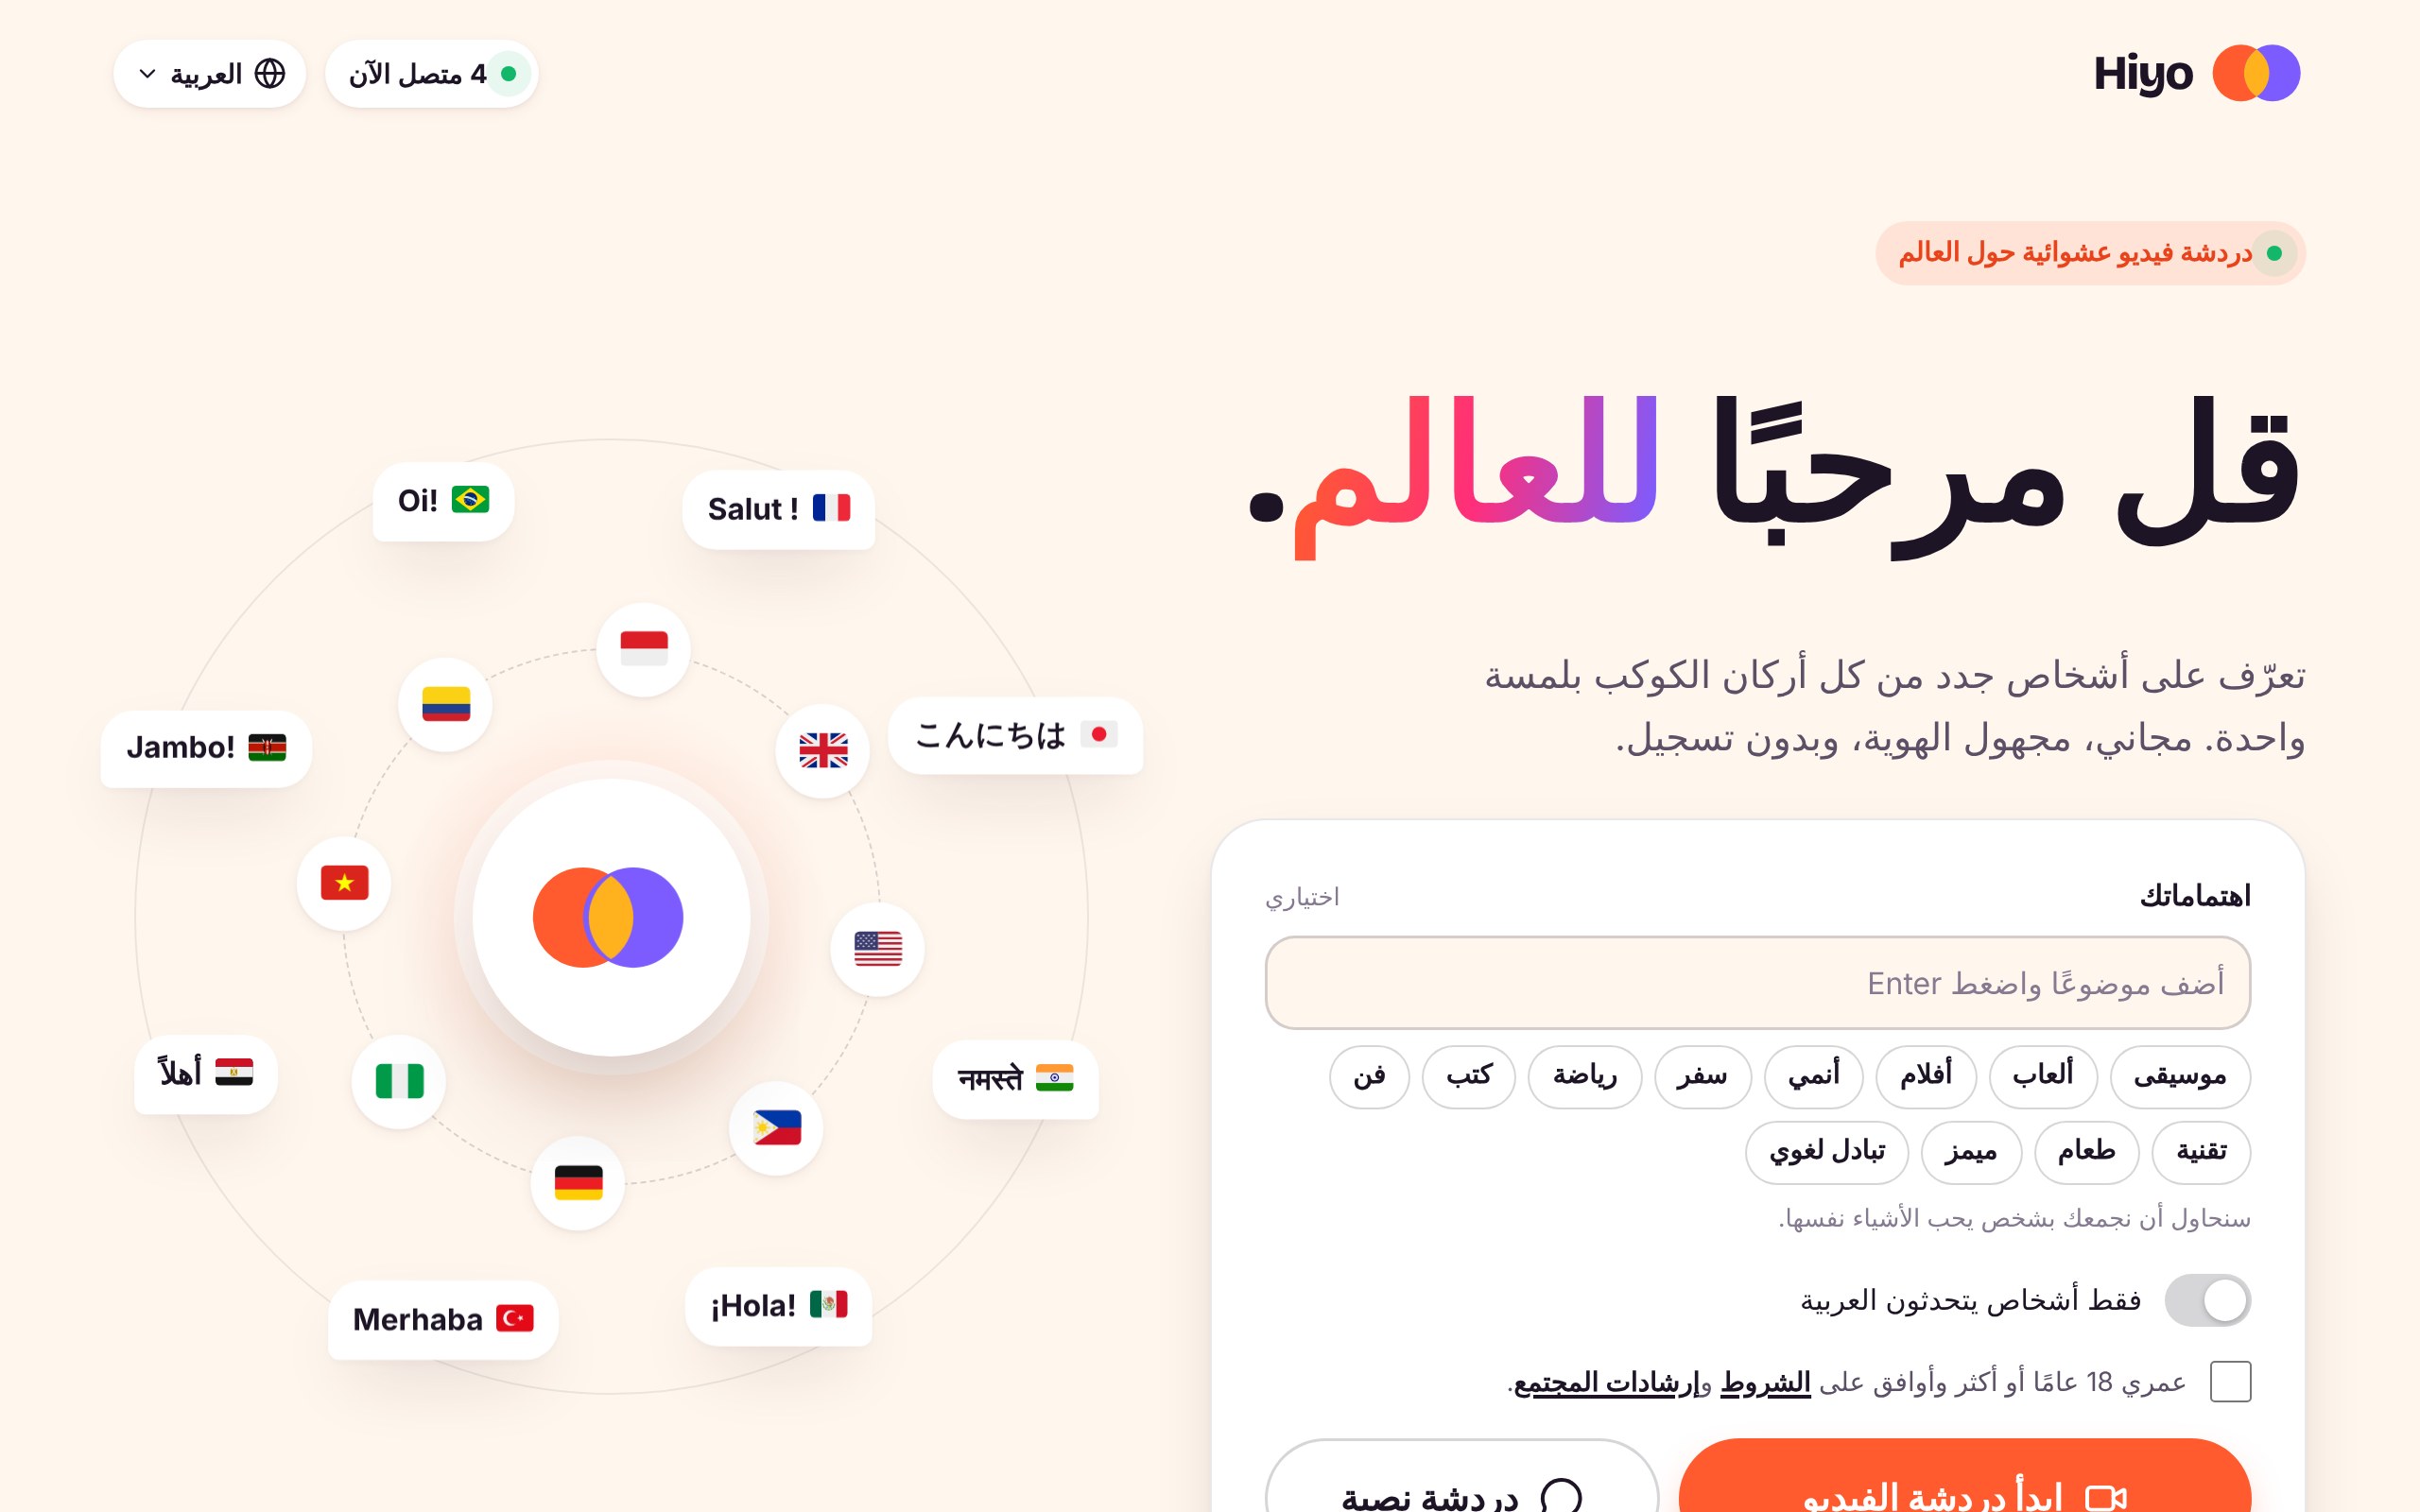 Hiyo
4 متصل الآن
العربية
دردشة فيديو عشوائية حول العالم
قل مرحبًا للعالم.
تعرّف على أشخاص جدد من كل أركان الكوكب بلمسة
واحدة. مجاني، مجهول الهوية، وبدون تسجيل.
اهتماماتك
اختياري
أضف موضوعًا واضغط Enter
موسيقى
ألعاب
أفلام
أنمي
سفر
رياضة
كتب
فن
تقنية
طعام
ميمز
تبادل لغوي
سنحاول أن نجمعك بشخص يحب الأشياء نفسها.
فقط أشخاص يتحدثون العربية
عمري 18 عامًا أو أكثر وأوافق على الشروط وإرشادات المجتمع.
ابدأ دردشة الفيديو
دردشة نصية
Salut !
Oi!
こんにちは
Jambo!
नमस्ते
أهلاً
¡Hola!
Merhaba